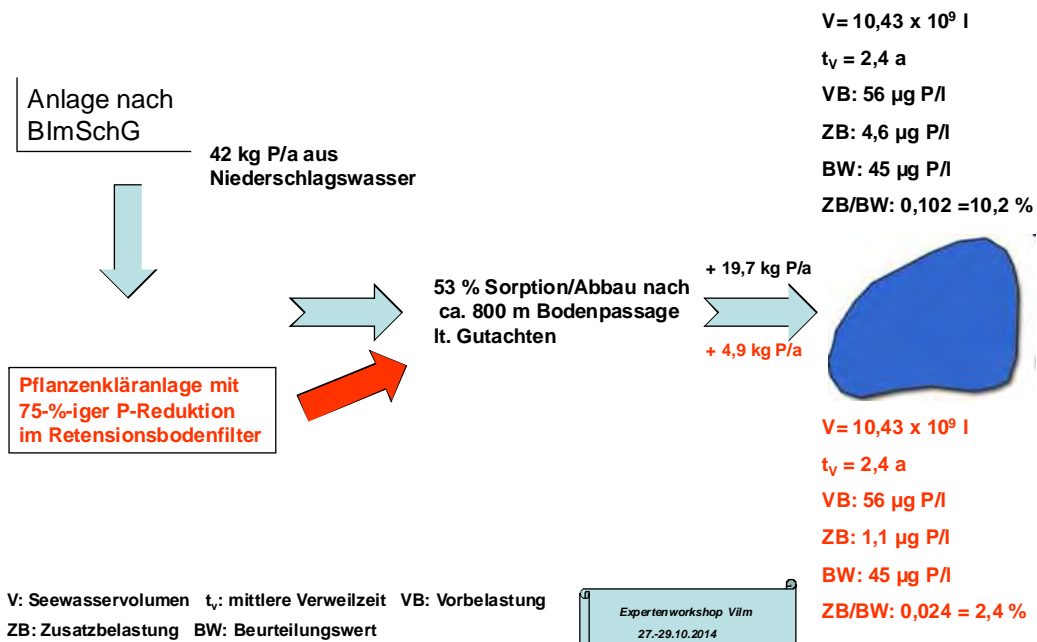 V= 10,43 x 10⁹ l
tᵥ = 2,4 a
VB: 56 µg P/l
ZB: 4,6 µg P/l
BW: 45 µg P/l
ZB/BW: 0,102 =10,2 %
Anlage nach
BImSchG
42 kg P/a aus
Niederschlagswasser
53 % Sorption/Abbau nach
ca. 800 m Bodenpassage
lt. Gutachten
+ 19,7 kg P/a
+ 4,9 kg P/a
Pflanzenkläranlage mit
75-%-iger P-Reduktion
im Retensionsbodenfilter
V= 10,43 x 10⁹ l
tᵥ = 2,4 a
VB: 56 µg P/l
ZB: 1,1 µg P/l
BW: 45 µg P/l
ZB/BW: 0,024 = 2,4 %
V: Seewasservolumen tᵥ: mittlere Verweilzeit VB: Vorbelastung
ZB: Zusatzbelastung BW: Beurteilungswert
Expertenworkshop Vilm
27.-29.10.2014